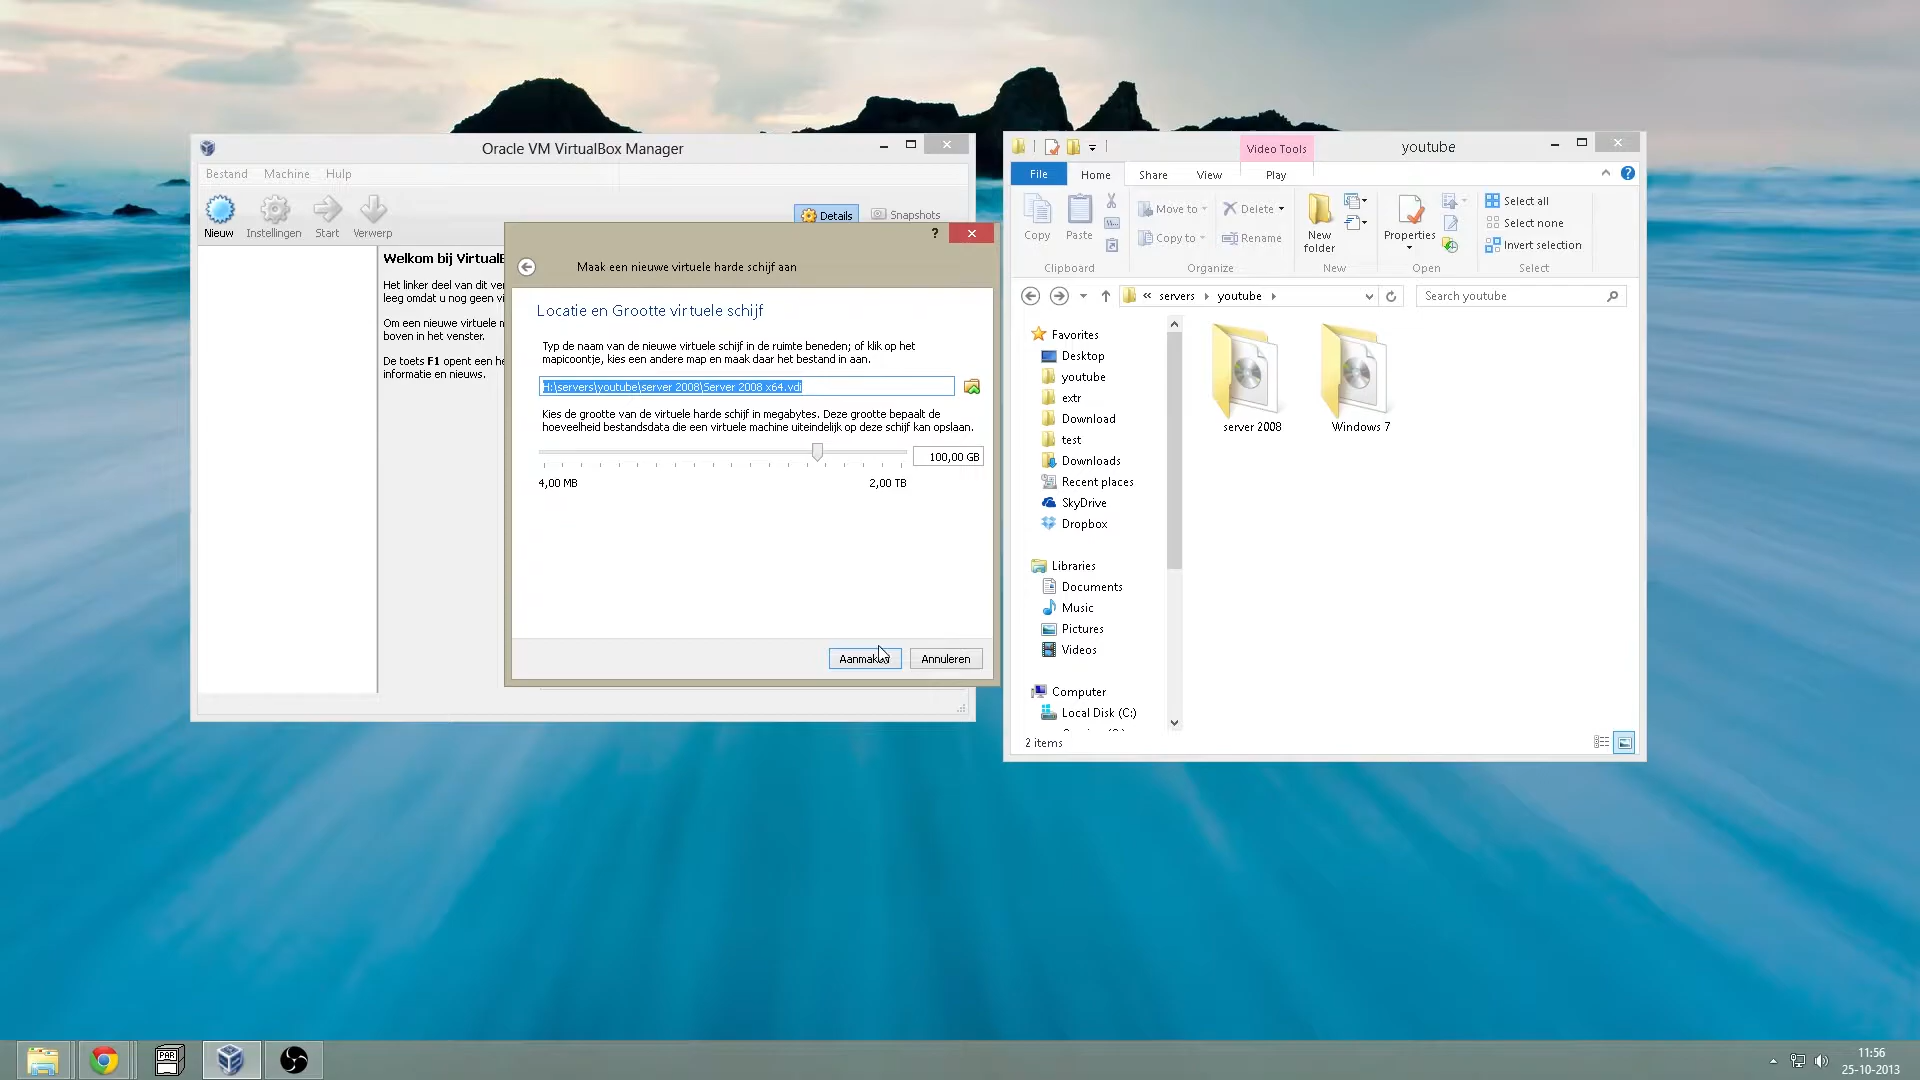 Oracle VM VirtualBox Manager
Bestand Machine Help
Nieuw Instellingen Start Verwerp
Details Snapshots
Welkom bij VirtualB
Het linker deel van dit ver
leeg omdat u nog geen vi
Om een nieuwe virtuele m
boven in het venster.
De toets F1 opent een he
informatie en nieuws.
?
Maak een nieuwe virtuele harde schijf aan
Locatie en Grootte virtuele schijf
Typ de naam van de nieuwe virtuele schijf in de ruimte beneden; of klik op het
mapicoontje, kies een andere map en maak daar het bestand in aan.
H:\servers\youtube\server 2008\Server 2008 x64.vdi
Kies de grootte van de virtuele harde schijf in megabytes. Deze grootte bepaalt de
hoeveelheid bestandsdata die een virtuele machine uiteindelijk op deze schijf kan opslaan.
100,00 GB
4,00 MB 2,00 TB
Aanmaken Annuleren
Video Tools youtube
File Home Share View Play
Copy Paste
Move to Copy to
Delete Rename
New folder
Properties
Select all
Select none
Invert selection
Clipboard Organize New Open Select
« servers youtube
Search youtube
Favorites
Desktop
youtube
extr
Download
test
Downloads
Recent places
SkyDrive
Dropbox
Libraries
Documents
Music
Pictures
Videos
Computer
Local Disk (C:)
server 2008 Windows 7
2 items
PAR
11:56
25-10-2013